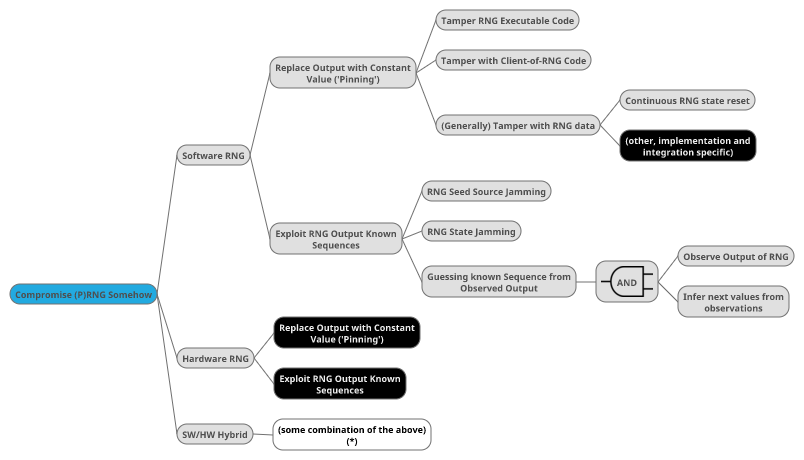 Tamper RNG Executable Code
Replace Output with Constant
Value ('Pinning')
Tamper with Client-of-RNG Code
Continuous RNG state reset
(Generally) Tamper with RNG data
(other, implementation and
integration specific)
Software RNG
RNG Seed Source Jamming
Exploit RNG Output Known
Sequences
RNG State Jamming
Guessing known Sequence from
Observed Output
AND
Observe Output of RNG
Infer next values from
observations
Compromise (P)RNG Somehow
Replace Output with Constant
Value ('Pinning')
Hardware RNG
Exploit RNG Output Known
Sequences
SW/HW Hybrid
(some combination of the above)
(*)